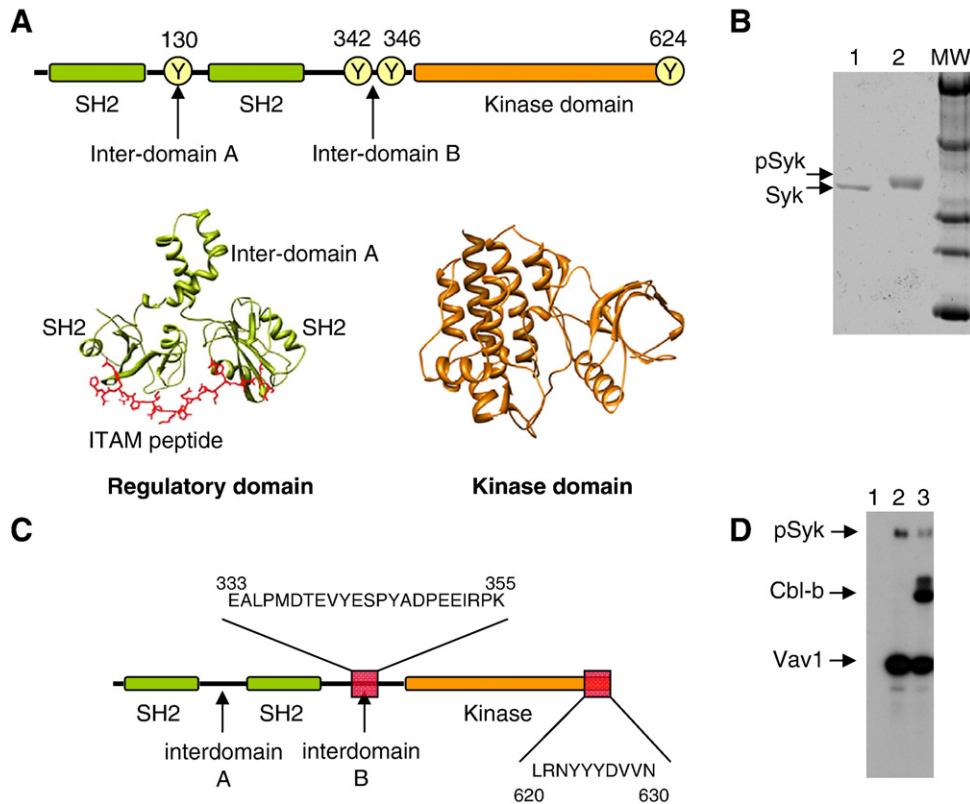 A
130
342
346
624
Y
Y
Y
Y
SH2
SH2
Kinase domain
Inter-domain A
Inter-domain B
Inter-domain A
SH2
SH2
ITAM peptide
Regulatory domain
Kinase domain
B
1 2 MW
pSyk
Syk
C
333
355
EALPMDTEVYESPYADPEEIRPK
SH2
SH2
Kinase
interdomain
A
interdomain
B
LRNYYYDVVN
620
630
D
1 2 3
pSyk
Cbl-b
Vav1